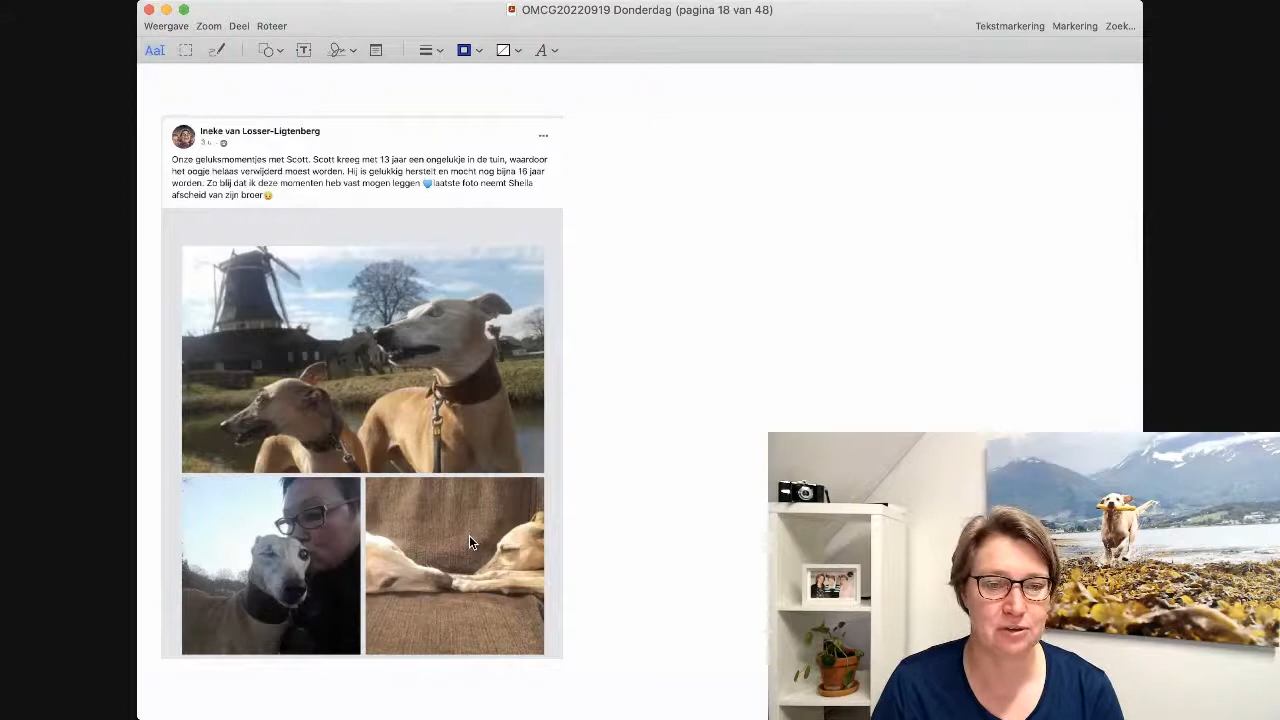 OMCG20220919 Donderdag (pagina 18 van 48)
Weergave Zoom Deel Roteer Tekstmarkering Markering Zoek...
AaI T A
Ineke van Losser-Ligtenberg
3 u ·
Onze geluksmomentjes met Scott. Scott kreeg met 13 jaar een ongelukje in de tuin, waardoor
het oogje helaas verwijderd moest worden. Hij is gelukkig herstelt en mocht nog bijna 16 jaar
worden. Zo blij dat ik deze momenten heb vast mogen leggen 💙laatste foto neemt Sheila
afscheid van zijn broer😢